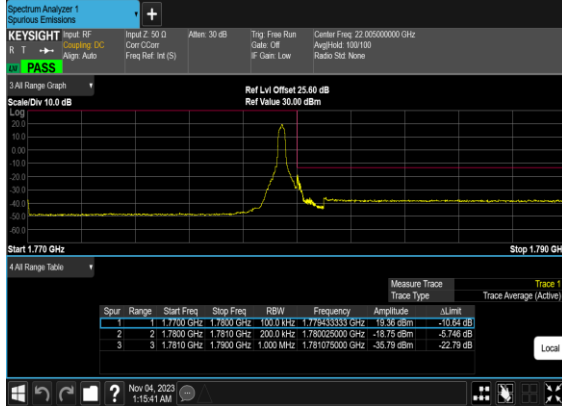 Spectrum Analyzer 1
Spurious Emissions
+
KEYSIGHT Input: RF Input Z: 50 Ω Atten: 30 dB Trig: Free Run Center Freq: 22.005000000 GHz
R T Coupling: DC Corr CCorr Gate: Off Avg|Hold: 100/100
Align: Auto Freq Ref: Int (S) IF Gain: Low Radio Std: None
PASS
3 All Range Graph
Ref Lvl Offset 25.60 dB
Scale/Div 10.0 dB Ref Value 30.00 dBm
Log
20.0
10.0
0.00
-10.0
-20.0
-30.0
-40.0
-50.0
-60.0
Start 1.770 GHz Stop 1.790 GH
4 All Range Table
Measure Trace Trace 1
Trace Type Trace Average (Active)
Spur Range Start Freq Stop Freq RBW Frequency Amplitude ΔLimit
1 1 1.7700 GHz 1.7800 GHz 100.0 kHz 1.779433333 GHz 19.36 dBm -10.64 dB
2 2 1.7800 GHz 1.7810 GHz 200.0 kHz 1.780025000 GHz -18.75 dBm -5.746 dB
3 3 1.7810 GHz 1.7900 GHz 1.000 MHz 1.781075000 GHz -35.79 dBm -22.79 dB
Local
? Nov 04, 2023
1:15:41 AM